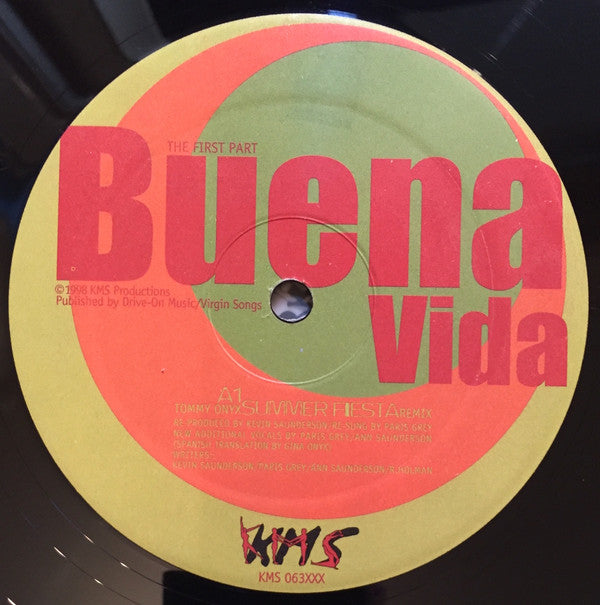 THE FIRST PART
Buena
Vida
©1998 KMS Productions
Published by Drive-On Music/Virgin Songs
A1
TOMMY ONYX SUMMER FIESTA REMIX
RE-PRODUCED BY KEVIN SAUNDERSON/RE-SUNG BY PARIS GREY
NEW ADDITIONAL VOCALS BY PARIS GREY/ANN SAUNDERSON
(SPANISH TRANSLATION BY GINA ONYX)
WRITERS-
KEVIN SAUNDERSON/PARIS GREY/ANN SAUNDERSON/R.HOLMAN
KMS
KMS 063XXX